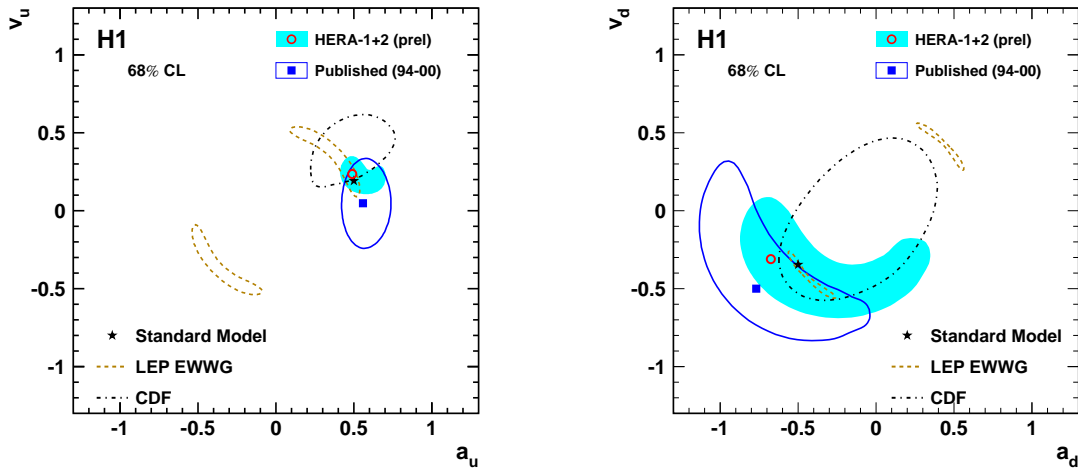 v_u
H1
HERA-1+2 (prel)
68% CL
Published (94-00)
1
0.5
0
-0.5
-1
Standard Model
LEP EWWG
CDF
-1 -0.5 0 0.5 1
a_u
v_d
H1
HERA-1+2 (prel)
68% CL
Published (94-00)
1
0.5
0
-0.5
-1
Standard Model
LEP EWWG
CDF
-1 -0.5 0 0.5 1
a_d